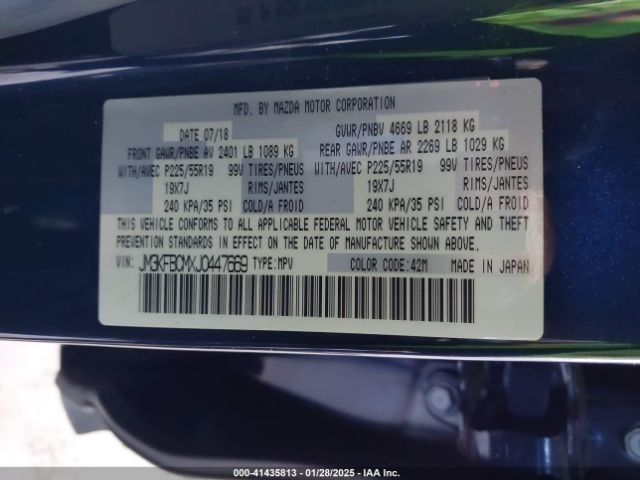 MFD. BY MAZDA MOTOR CORPORATION
DATE 07/18 GVWR/PNBV 4669 LB 2118 KG
FRONT GAWR/PNBE AV 2401 LB 1089 KG REAR GAWR/PNBE AR 2269 LB 1029 KG
WITH/AVEC P225/55R19 99V TIRES/PNEUS WITH/AVEC P225/55R19 99V TIRES/PNEUS
19X7J RIMS/JANTES 19X7J RIMS/JANTES
240 KPA/35 PSI COLD/A FROID 240 KPA/35 PSI COLD/A FROID
THIS VEHICLE CONFORMS TO ALL APPLICABLE FEDERAL MOTOR VEHICLE SAFETY AND THEFT
PREVENTION STANDARDS IN EFFECT ON THE DATE OF MANUFACTURE SHOWN ABOVE.
VIN: JM3KFBCMXJ0447669 TYPE:MPV COLOR CODE:42M MADE IN JAPAN
000-41435813 - 01/28/2025 - IAA Inc.